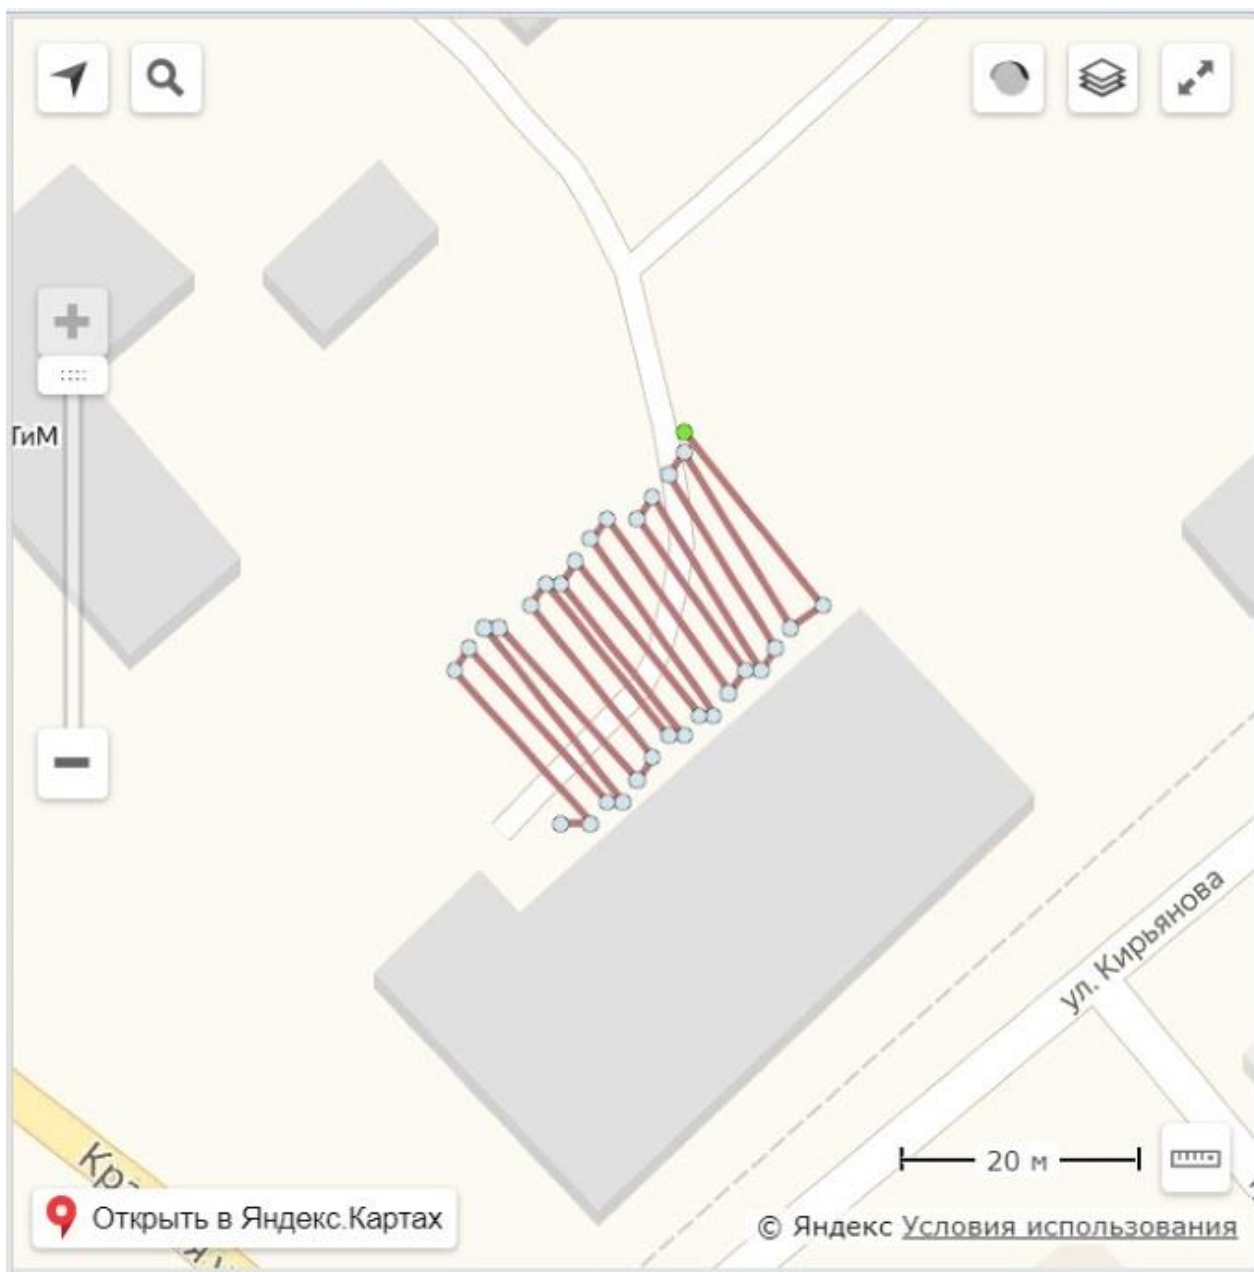 ТиМ
ул. Кирьянова
20 м
Открыть в Яндекс.Картах
© Яндекс Условия использования